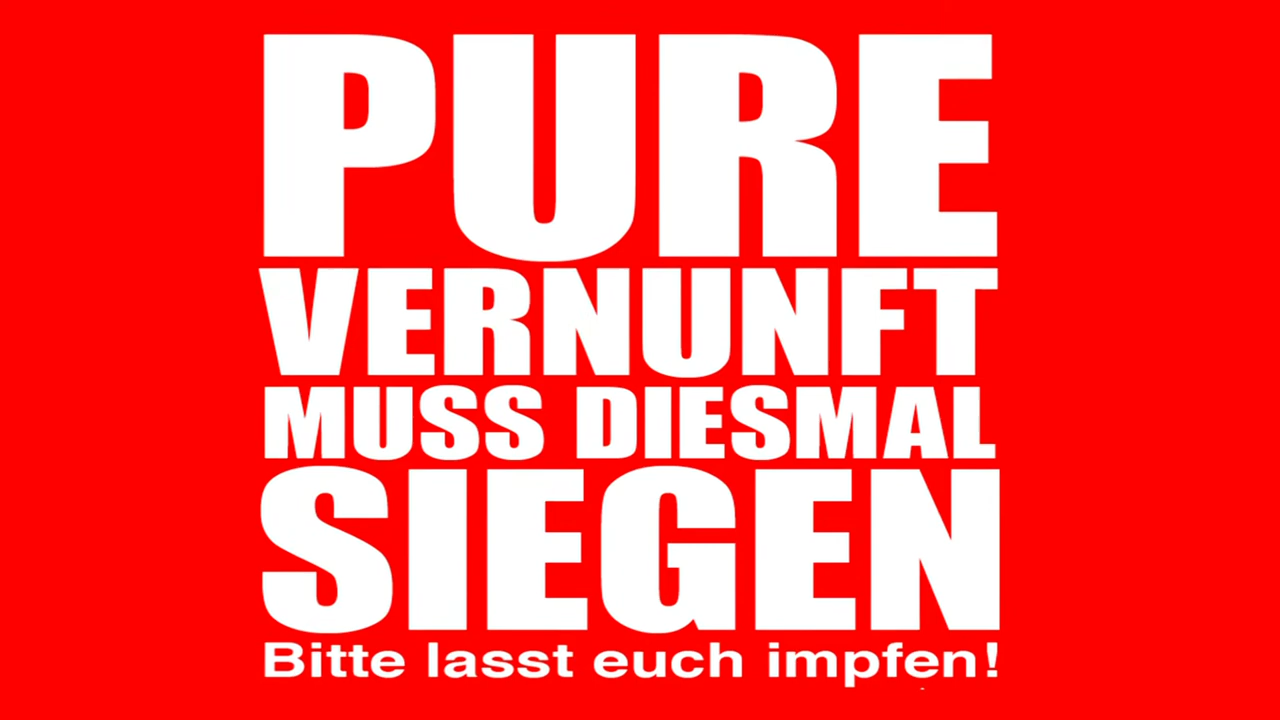 PURE
VERNUNFT
MUSS DIESMAL
SIEGEN
Bitte lasst euch impfen!